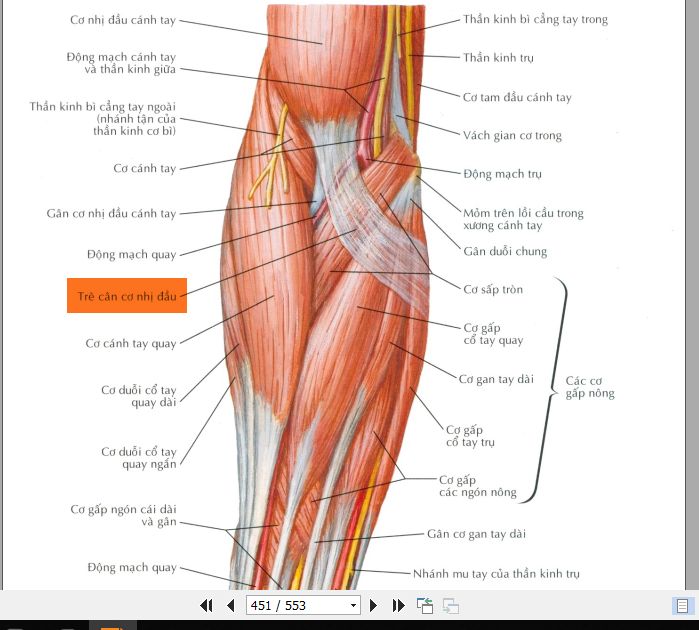 Cơ nhị đầu cánh tay
Động mạch cánh tay
và thần kinh giữa
Thần kinh bì cẳng tay ngoài
(nhánh tận của
thần kinh cơ bì)
Cơ cánh tay
Gân cơ nhị đầu cánh tay
Động mạch quay
Trẽ cân cơ nhị đầu
Cơ cánh tay quay
Cơ duỗi cổ tay
quay dài
Cơ duỗi cổ tay
quay ngắn
Cơ gấp ngón cái dài
và gân
Động mạch quay
Thần kinh bì cẳng tay trong
Thần kinh trụ
Cơ tam đầu cánh tay
Vách gian cơ trong
Động mạch trụ
Mỏm trên lồi cầu trong
xương cánh tay
Gân duỗi chung
Cơ sấp tròn
Cơ gấp
cổ tay quay
Cơ gan tay dài
Cơ gấp
cổ tay trụ
Cơ gấp
các ngón nông
Các cơ
gấp nông
Gân cơ gan tay dài
Nhánh mu tay của thần kinh trụ
451 / 553